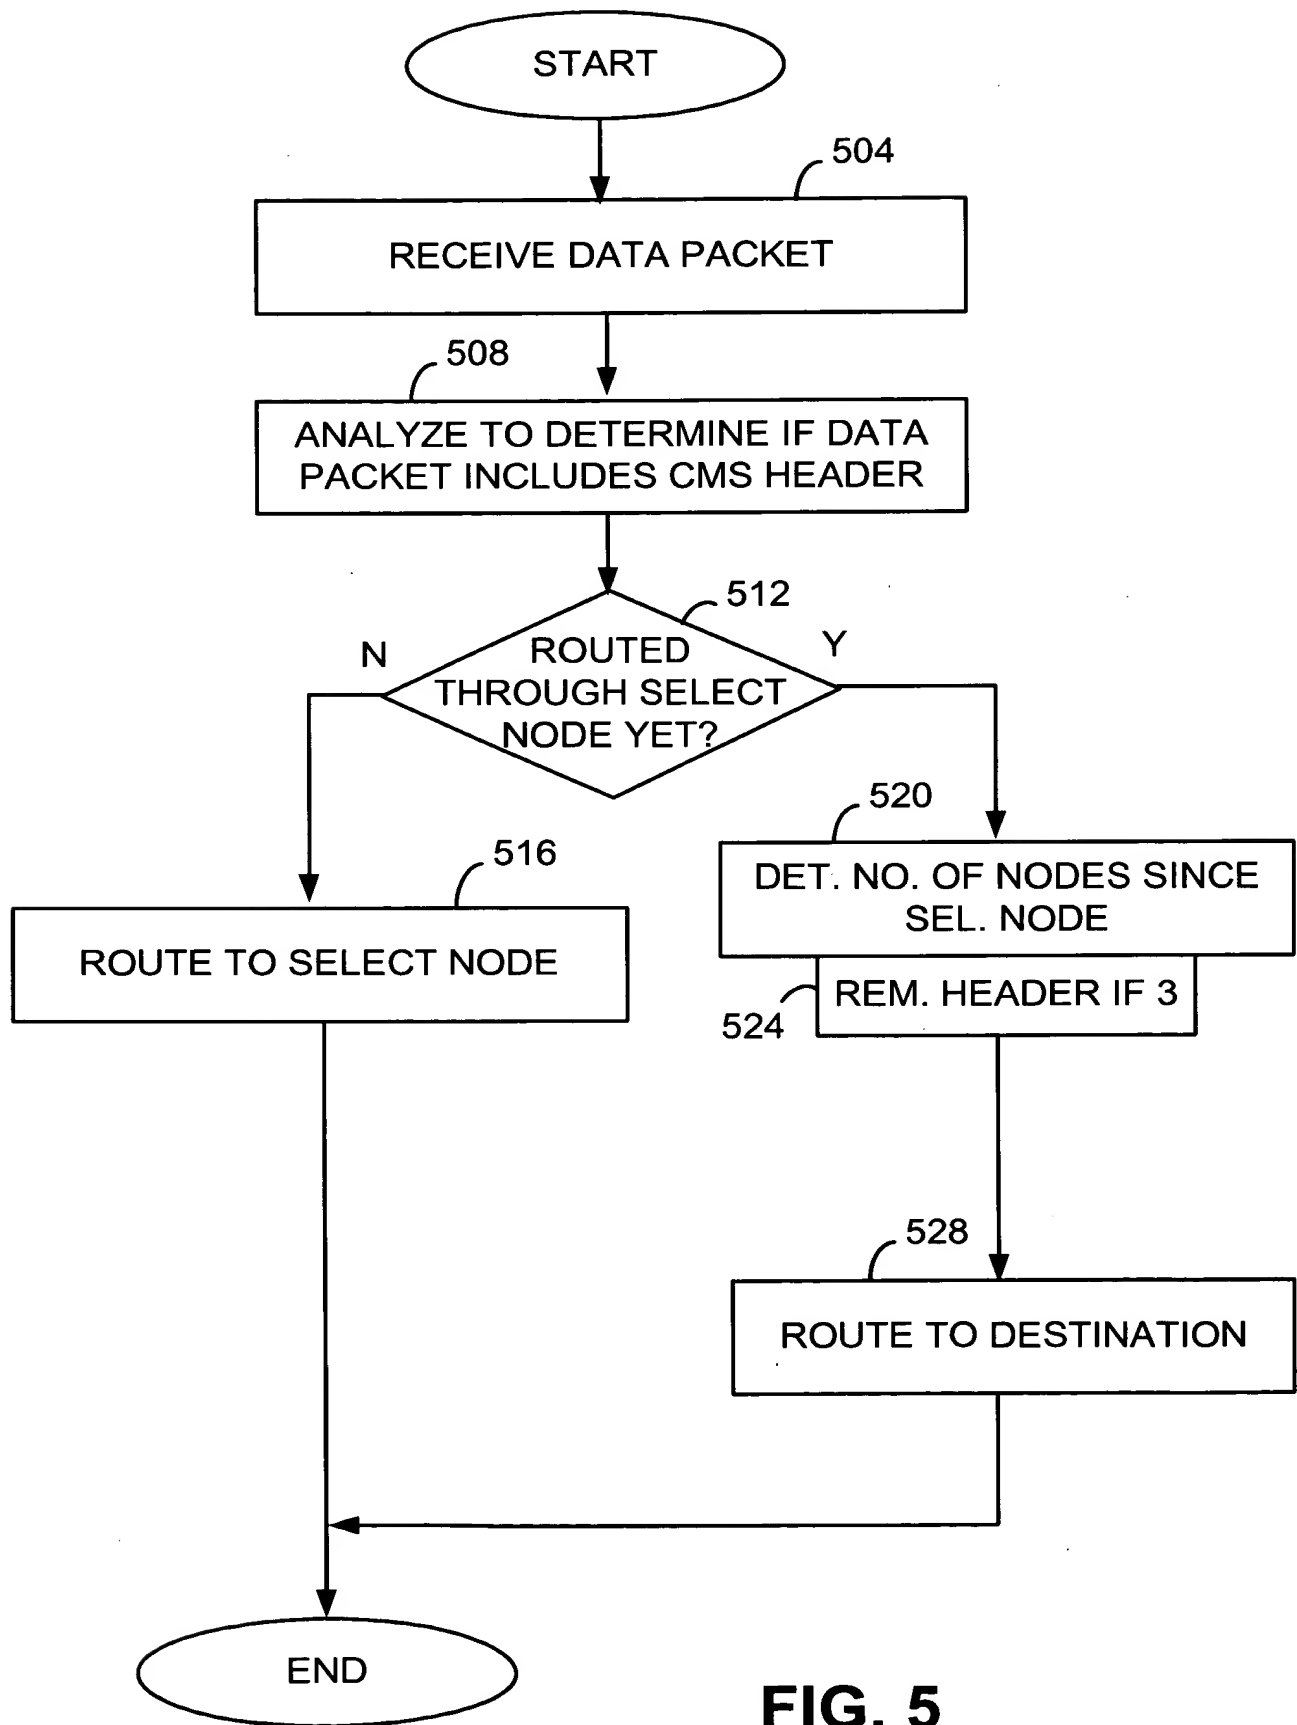 START
504
RECEIVE DATA PACKET
508
ANALYZE TO DETERMINE IF DATA
PACKET INCLUDES CMS HEADER
512
N
Y
ROUTED
THROUGH SELECT
NODE YET?
520
516
DET. NO. OF NODES SINCE
SEL. NODE
ROUTE TO SELECT NODE
REM. HEADER IF 3
524
528
ROUTE TO DESTINATION
END
FIG. 5